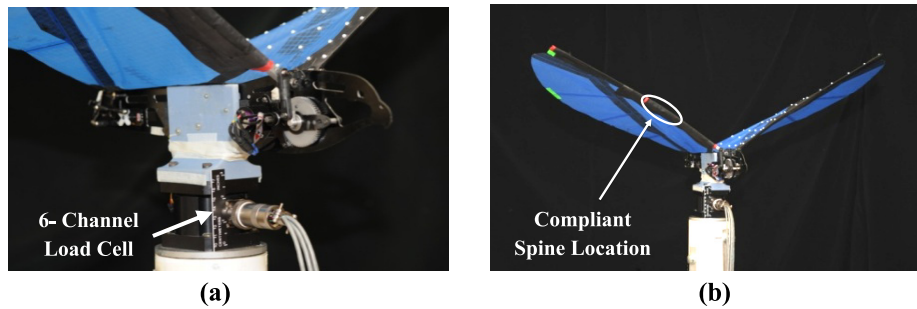 6- Channel
Load Cell
Compliant
Spine Location
(a)
(b)